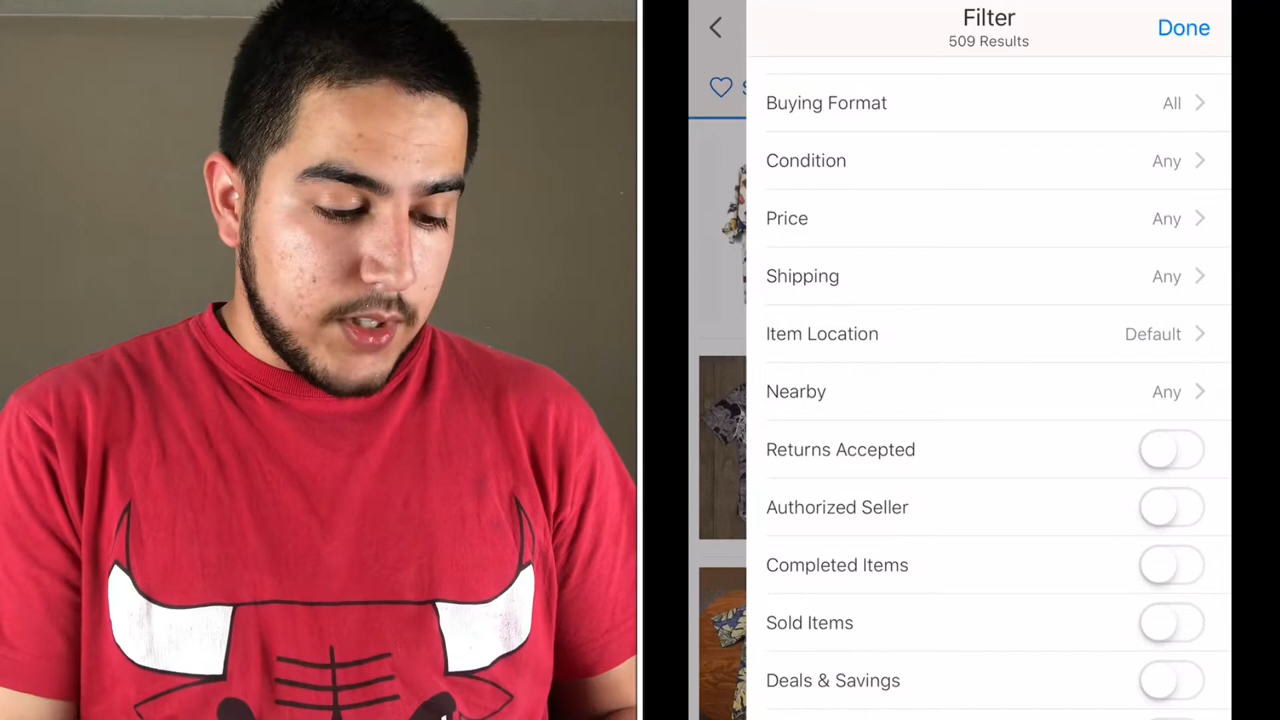 Filter
509 Results
Done
Buying Format All
Condition Any
Price Any
Shipping Any
Item Location Default
Nearby Any
Returns Accepted
Authorized Seller
Completed Items
Sold Items
Deals & Savings